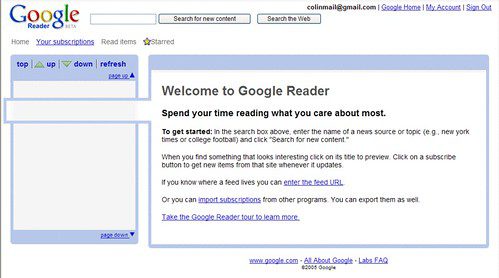 colinmail@gmail.com | Google Home | My Account | Sign Out
Google
Reader BETA
Search for new content
Search the Web
Home Your subscriptions Read items Starred
top up down refresh
page up
Welcome to Google Reader
Spend your time reading what you care about most.
To get started: In the search box above, enter the name of a news source or topic (e.g., new york
times or college football) and click "Search for new content."
When you find something that looks interesting click on its title to preview. Click on a subscribe
button to get new items from that site whenever it updates.
If you know where a feed lives you can enter the feed URL.
Or you can import subscriptions from other programs. You can export them as well.
Take the Google Reader tour to learn more.
page down
www.google.com - All About Google - Labs FAQ
©2005 Google